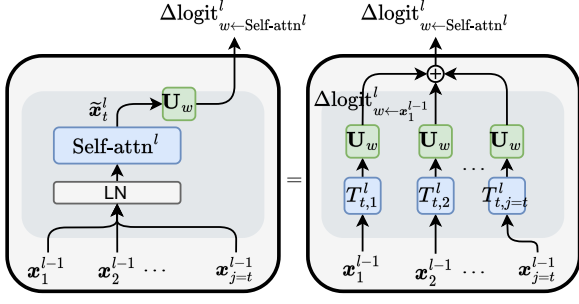 Δlogit^l_{w←Self-attn^l} Δlogit^l_{w←Self-attn^l}
x̃^l_t U_w
Δlogit^l_{w←x^{l-1}_1}
Self-attn^l U_w U_w U_w
LN = T^l_{t,1} T^l_{t,2} ... T^l_{t,j=t}
x^{l-1}_1 x^{l-1}_2 ... x^{l-1}_{j=t} x^{l-1}_1 x^{l-1}_2 ... x^{l-1}_{j=t}